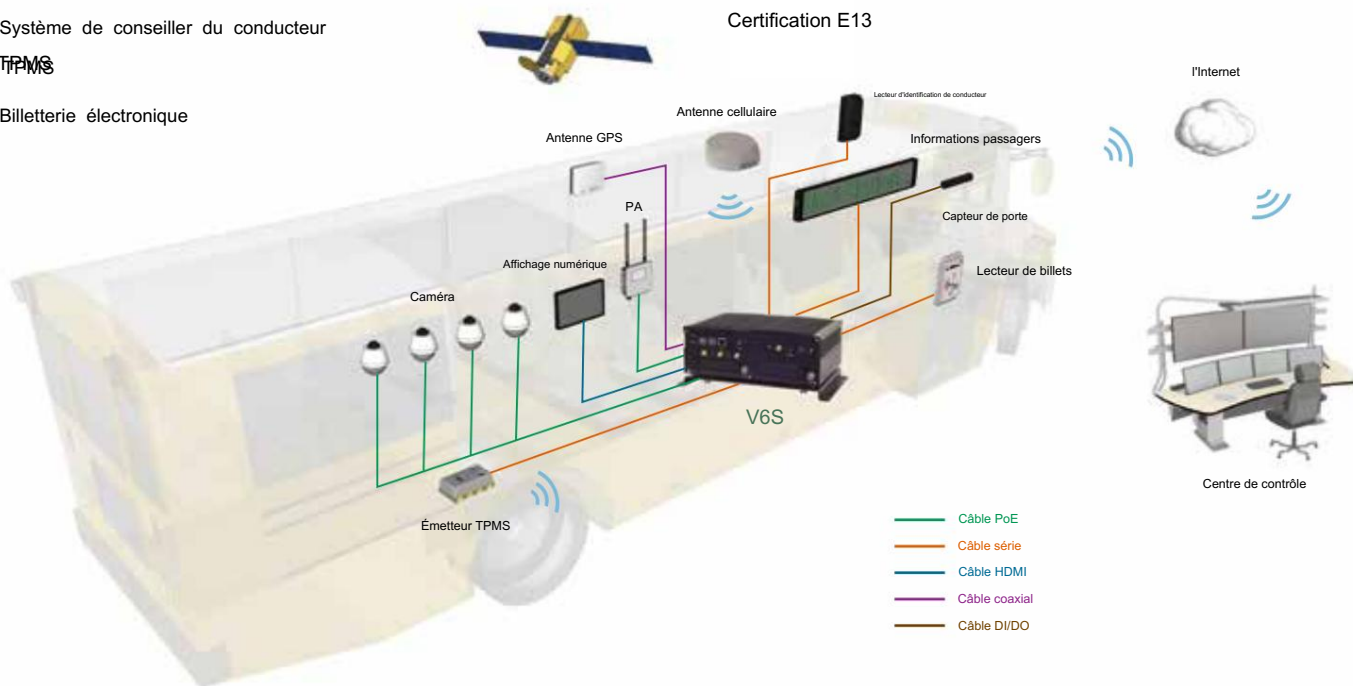 Système de conseiller du conducteur
Certification E13
TPMS
TPMS
Billetterie électronique
l'Internet
Lecteur d'identification de conducteur
Antenne cellulaire
Antenne GPS
Informations passagers
PA
Capteur de porte
Affichage numérique
Lecteur de billets
Caméra
V6S
Centre de contrôle
Émetteur TPMS
Câble PoE
Câble série
Câble HDMI
Câble coaxial
Câble DI/DO